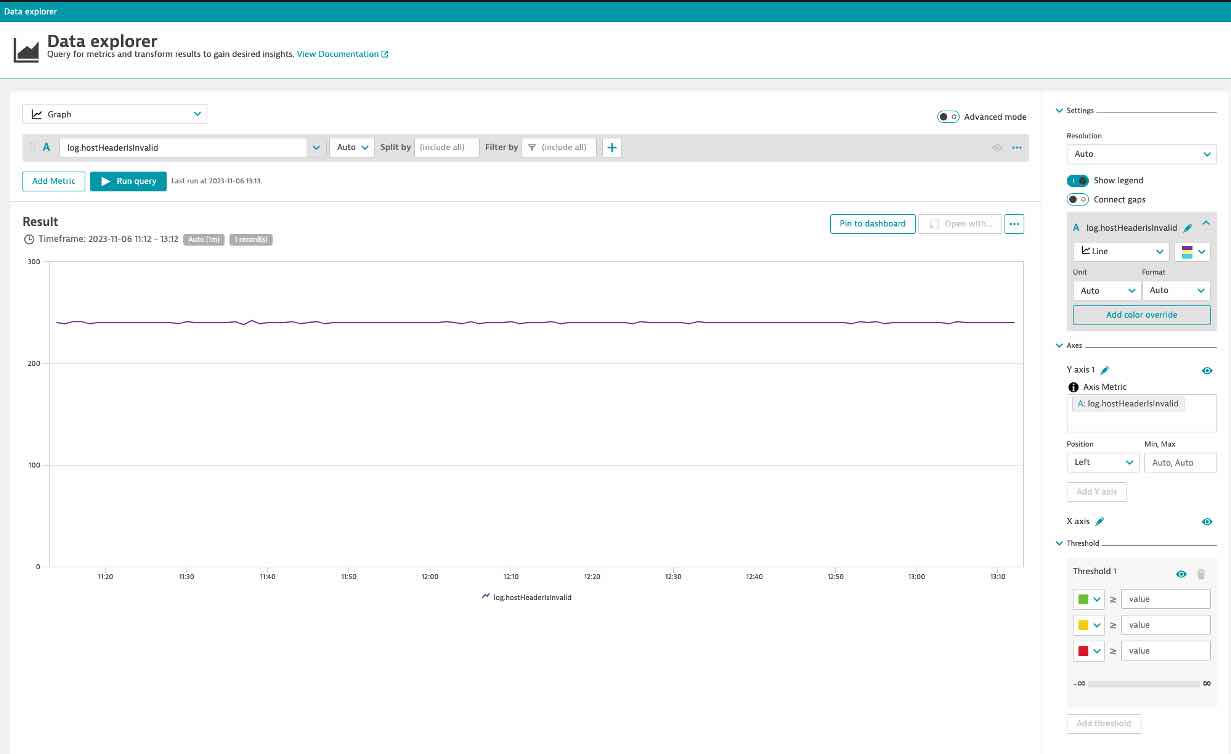 Data explorer
Data explorer
Query for metrics and transform results to gain desired insights. View Documentation
Graph
Advanced mode
A log.hostHeaderIsInvalid Auto Split by (include all) Filter by (include all) +
Add Metric Run query Last run at 2023-11-06 13:13.
Result
Pin to dashboard Open with... ...
Timeframe: 2023-11-06 11:12 - 13:12 Auto (1m) 1 record(s)
300
200
100
0
11:20 11:30 11:40 11:50 12:00 12:10 12:20 12:30 12:40 12:50 13:00 13:10
log.hostHeaderIsInvalid
Settings
Resolution
Auto
Show legend
Connect gaps
A log.hostHeaderIsInvalid
Line
Unit Format
Auto Auto
Add color override
Axes
Y axis 1
Axis Metric
A: log.hostHeaderIsInvalid
Position Min, Max
Left Auto, Auto
Add Y axis
X axis
Threshold
Threshold 1
≥ value
≥ value
≥ value
-∞ ∞
Add threshold